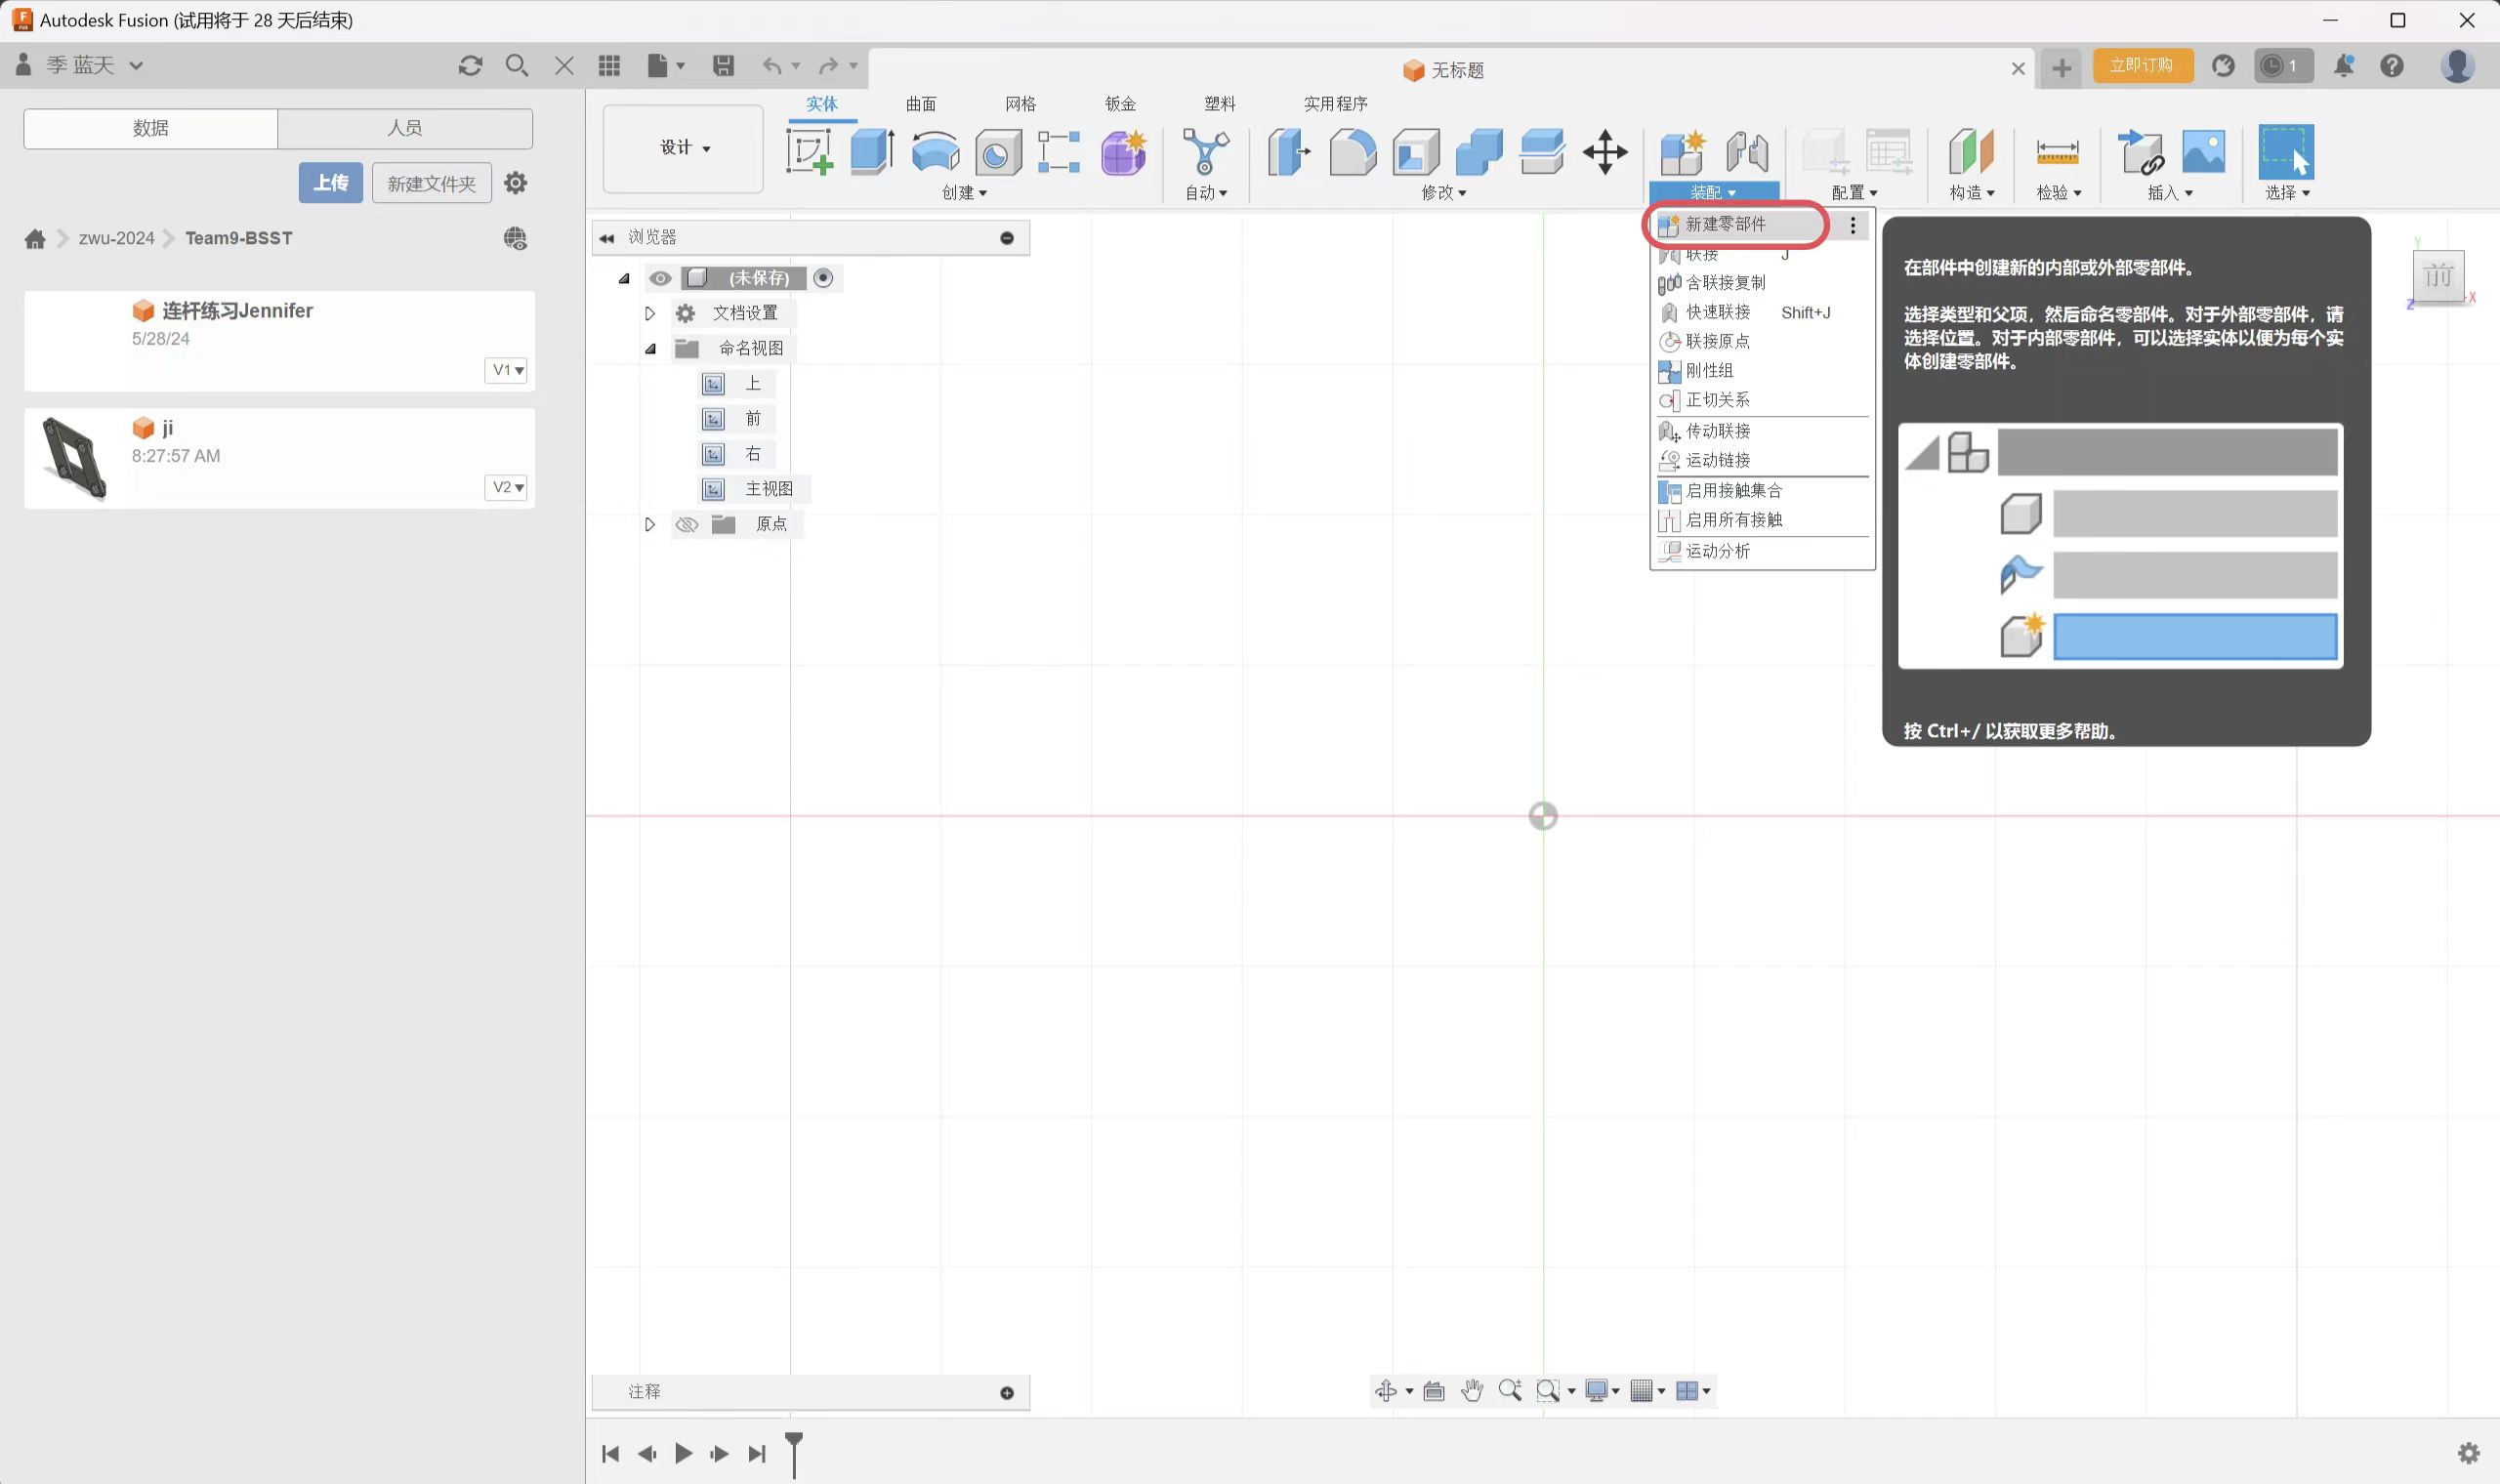 Autodesk Fusion (试用将于 28 天后结束)
季 蓝天
无标题
立即订购
1
数据
人员
上传
新建文件夹
zwu-2024
Team9-BSST
连杆练习Jennifer
5/28/24
V1
ji
8:27:57 AM
V2
设计
实体
曲面
网格
钣金
塑料
实用程序
创建
自动
修改
装配
配置
构造
检验
插入
选择
浏览器
(未保存)
文档设置
命名视图
上
前
右
主视图
原点
新建零部件
联接 J
含联接复制
快速联接 Shift+J
联接原点
刚性组
正切关系
传动联接
运动链接
启用接触集合
启用所有接触
运动分析
在部件中创建新的内部或外部零部件。
选择类型和父项，然后命名零部件。对于外部零部件，请
选择位置。对于内部零部件，可以选择实体以便为每个实
体创建零部件。
按 Ctrl+/ 以获取更多帮助。
Y
前
X
Z
注释